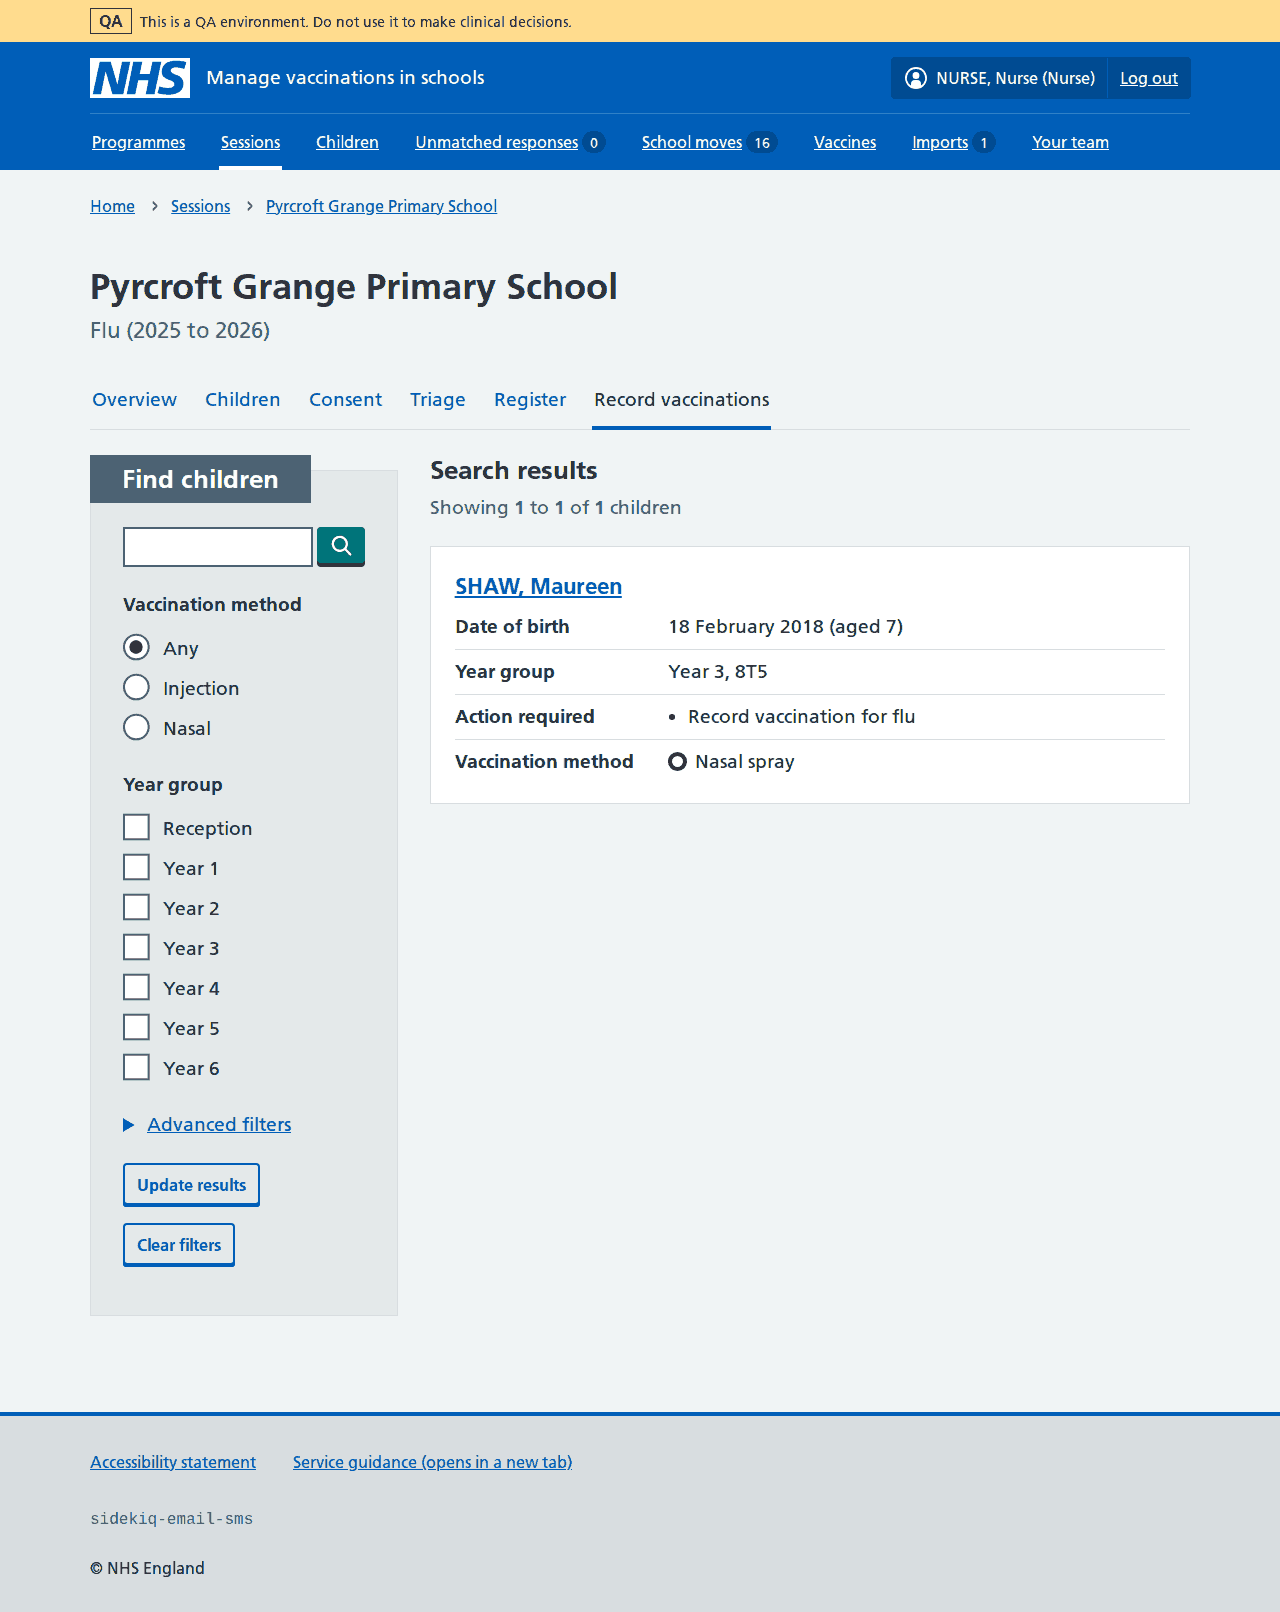 QA This is a QA environment. Do not use it to make clinical decisions.
NHS Manage vaccinations in schools NURSE, Nurse (Nurse) Log out
Programmes Sessions Children Unmatched responses 0 School moves 16 Vaccines Imports 1 Your team
Home Sessions Pyrcroft Grange Primary School
Pyrcroft Grange Primary School
Flu (2025 to 2026)
Overview Children Consent Triage Register Record vaccinations
Find children
Vaccination method
Any
Injection
Nasal
Year group
Reception
Year 1
Year 2
Year 3
Year 4
Year 5
Year 6
Advanced filters
Update results
Clear filters
Search results
Showing 1 to 1 of 1 children
SHAW, Maureen
Date of birth 18 February 2018 (aged 7)
Year group Year 3, 8T5
Action required • Record vaccination for flu
Vaccination method Nasal spray
Accessibility statement Service guidance (opens in a new tab)
sidekiq-email-sms
© NHS England